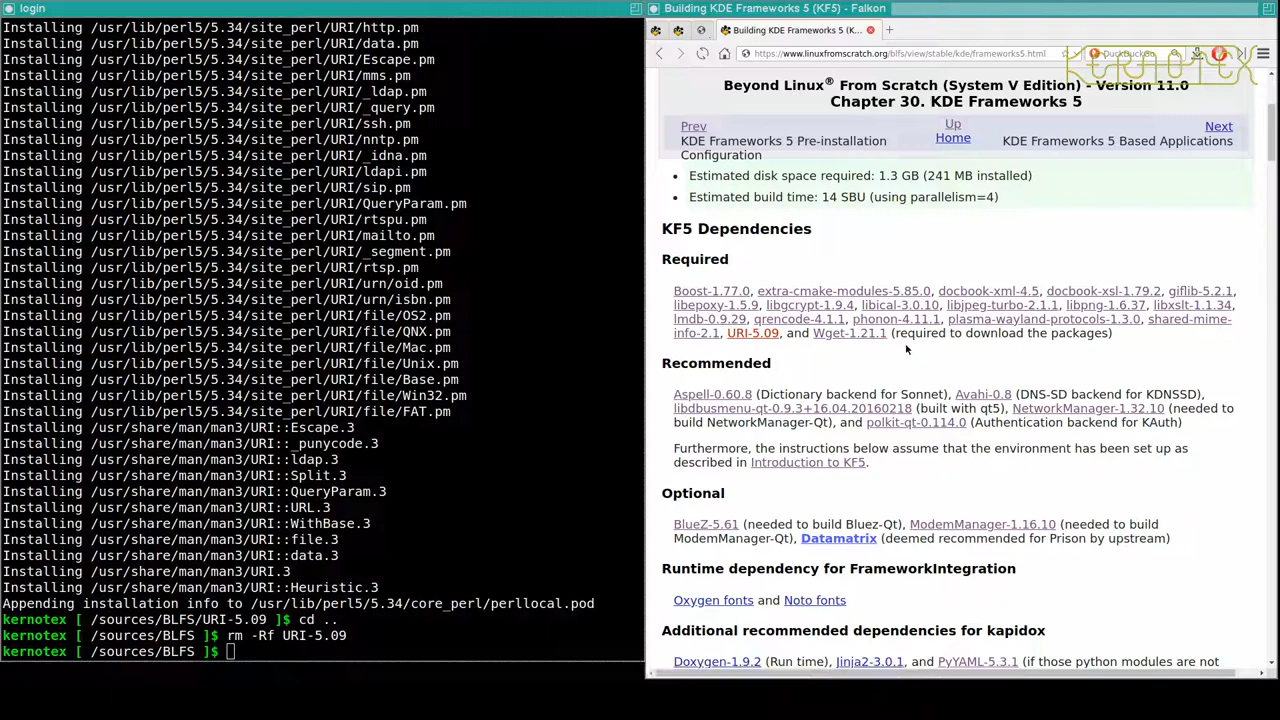 login
Installing /usr/lib/perl5/5.34/site_perl/URI/http.pm
Installing /usr/lib/perl5/5.34/site_perl/URI/data.pm
Installing /usr/lib/perl5/5.34/site_perl/URI/Escape.pm
Installing /usr/lib/perl5/5.34/site_perl/URI/mms.pm
Installing /usr/lib/perl5/5.34/site_perl/URI/_ldap.pm
Installing /usr/lib/perl5/5.34/site_perl/URI/_query.pm
Installing /usr/lib/perl5/5.34/site_perl/URI/ssh.pm
Installing /usr/lib/perl5/5.34/site_perl/URI/nntp.pm
Installing /usr/lib/perl5/5.34/site_perl/URI/_idna.pm
Installing /usr/lib/perl5/5.34/site_perl/URI/ldapi.pm
Installing /usr/lib/perl5/5.34/site_perl/URI/sip.pm
Installing /usr/lib/perl5/5.34/site_perl/URI/QueryParam.pm
Installing /usr/lib/perl5/5.34/site_perl/URI/rtspu.pm
Installing /usr/lib/perl5/5.34/site_perl/URI/mailto.pm
Installing /usr/lib/perl5/5.34/site_perl/URI/_segment.pm
Installing /usr/lib/perl5/5.34/site_perl/URI/rtsp.pm
Installing /usr/lib/perl5/5.34/site_perl/URI/urn/oid.pm
Installing /usr/lib/perl5/5.34/site_perl/URI/urn/isbn.pm
Installing /usr/lib/perl5/5.34/site_perl/URI/file/OS2.pm
Installing /usr/lib/perl5/5.34/site_perl/URI/file/QNX.pm
Installing /usr/lib/perl5/5.34/site_perl/URI/file/Mac.pm
Installing /usr/lib/perl5/5.34/site_perl/URI/file/Unix.pm
Installing /usr/lib/perl5/5.34/site_perl/URI/file/Base.pm
Installing /usr/lib/perl5/5.34/site_perl/URI/file/Win32.pm
Installing /usr/lib/perl5/5.34/site_perl/URI/file/FAT.pm
Installing /usr/share/man/man3/URI::Escape.3
Installing /usr/share/man/man3/URI::_punycode.3
Installing /usr/share/man/man3/URI::ldap.3
Installing /usr/share/man/man3/URI::Split.3
Installing /usr/share/man/man3/URI::QueryParam.3
Installing /usr/share/man/man3/URI::URL.3
Installing /usr/share/man/man3/URI::WithBase.3
Installing /usr/share/man/man3/URI::file.3
Installing /usr/share/man/man3/URI::data.3
Installing /usr/share/man/man3/URI.3
Installing /usr/share/man/man3/URI::Heuristic.3
Appending installation info to /usr/lib/perl5/5.34/core_perl/perllocal.pod
kernotex [ /sources/BLFS/URI-5.09 ]$ cd ..
kernotex [ /sources/BLFS ]$ rm -Rf URI-5.09
kernotex [ /sources/BLFS ]$
Building KDE Frameworks 5 (KF5) - Falkon
Building KDE Frameworks 5 (K...
https://www.linuxfromscratch.org/blfs/view/stable/kde/frameworks5.html
DuckDuckGo
KERNOTEX
Beyond Linux® From Scratch (System V Edition) - Version 11.0
Chapter 30. KDE Frameworks 5
Prev
Up
Next
KDE Frameworks 5 Pre-installation Configuration
Home
KDE Frameworks 5 Based Applications
• Estimated disk space required: 1.3 GB (241 MB installed)
• Estimated build time: 14 SBU (using parallelism=4)
KF5 Dependencies
Required
Boost-1.77.0, extra-cmake-modules-5.85.0, docbook-xml-4.5, docbook-xsl-1.79.2, giflib-5.2.1,
libepoxy-1.5.9, libgcrypt-1.9.4, libical-3.0.10, libjpeg-turbo-2.1.1, libpng-1.6.37, libxslt-1.1.34,
lmdb-0.9.29, qrencode-4.1.1, phonon-4.11.1, plasma-wayland-protocols-1.3.0, shared-mime-
info-2.1, URI-5.09, and Wget-1.21.1 (required to download the packages)
Recommended
Aspell-0.60.8 (Dictionary backend for Sonnet), Avahi-0.8 (DNS-SD backend for KDNSSD),
libdbusmenu-qt-0.9.3+16.04.20160218 (built with qt5), NetworkManager-1.32.10 (needed to
build NetworkManager-Qt), and polkit-qt-0.114.0 (Authentication backend for KAuth)
Furthermore, the instructions below assume that the environment has been set up as
described in Introduction to KF5.
Optional
BlueZ-5.61 (needed to build Bluez-Qt), ModemManager-1.16.10 (needed to build
ModemManager-Qt), Datamatrix (deemed recommended for Prison by upstream)
Runtime dependency for FrameworkIntegration
Oxygen fonts and Noto fonts
Additional recommended dependencies for kapidox
Doxygen-1.9.2 (Run time), Jinja2-3.0.1, and PyYAML-5.3.1 (if those python modules are not